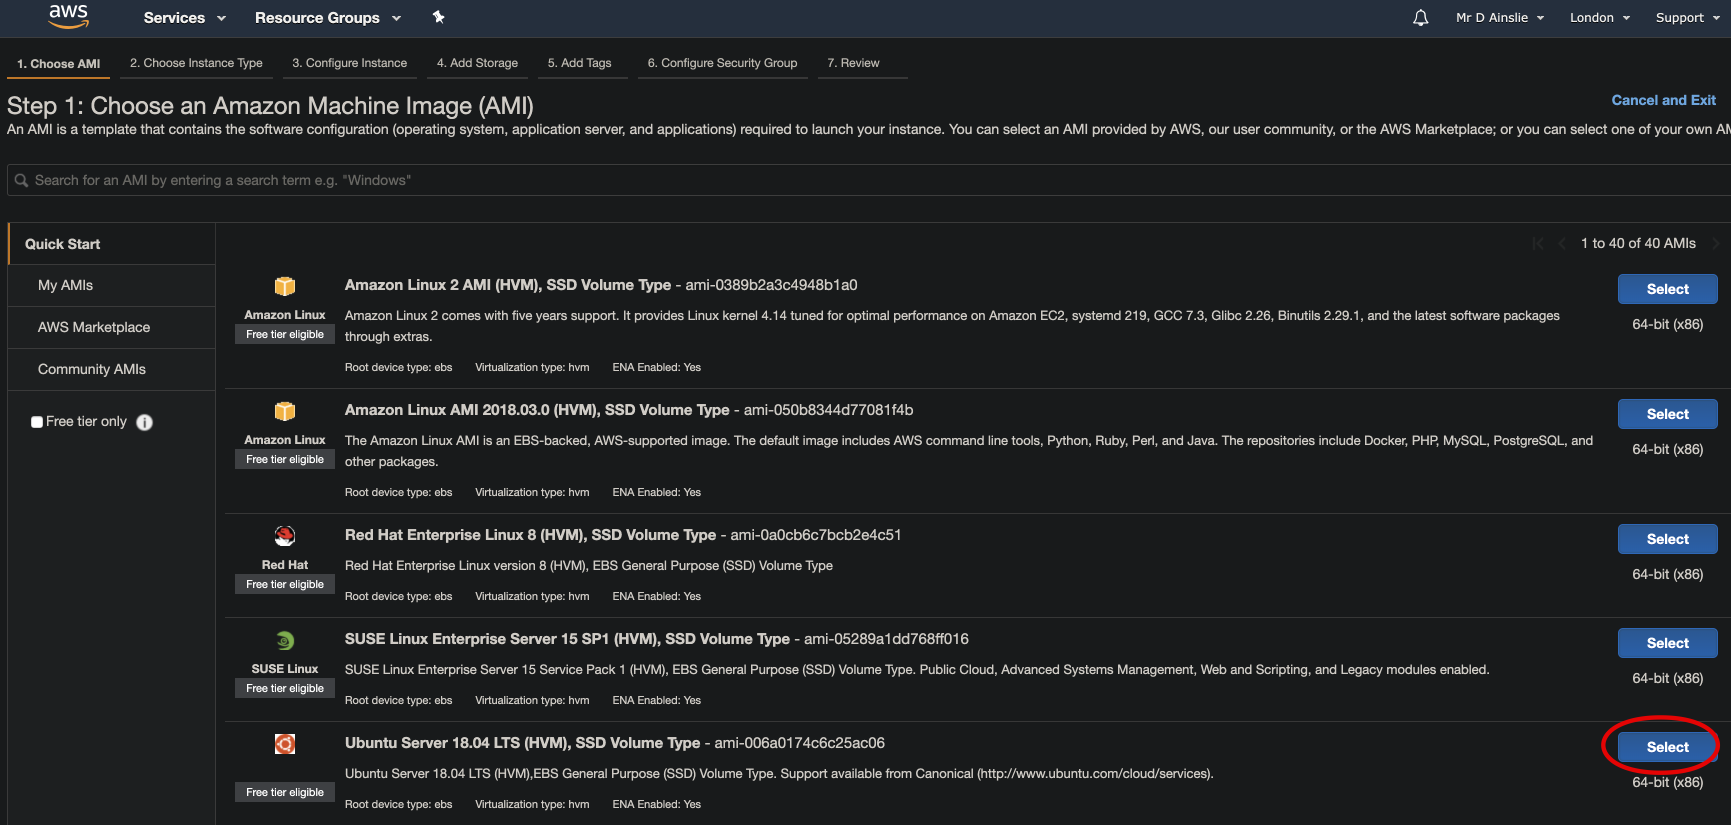 aws Services Resource Groups Mr D Ainslie London Support
1. Choose AMI 2. Choose Instance Type 3. Configure Instance 4. Add Storage 5. Add Tags 6. Configure Security Group 7. Review
Step 1: Choose an Amazon Machine Image (AMI)
Cancel and Exit
An AMI is a template that contains the software configuration (operating system, application server, and applications) required to launch your instance. You can select an AMI provided by AWS, our user community, or the AWS Marketplace; or you can select one of your own
Search for an AMI by entering a search term e.g. "Windows"
Quick Start
My AMIs
AWS Marketplace
Community AMIs
Free tier only
1 to 40 of 40 AMIs
Amazon Linux
Free tier eligible
Amazon Linux 2 AMI (HVM), SSD Volume Type - ami-0389b2a3c4948b1a0
Amazon Linux 2 comes with five years support. It provides Linux kernel 4.14 tuned for optimal performance on Amazon EC2, systemd 219, GCC 7.3, Glibc 2.26, Binutils 2.29.1, and the latest software packages
through extras.
Root device type: ebs Virtualization type: hvm ENA Enabled: Yes
Select
64-bit (x86)
Amazon Linux
Free tier eligible
Amazon Linux AMI 2018.03.0 (HVM), SSD Volume Type - ami-050b8344d77081f4b
The Amazon Linux AMI is an EBS-backed, AWS-supported image. The default image includes AWS command line tools, Python, Ruby, Perl, and Java. The repositories include Docker, PHP, MySQL, PostgreSQL, and
other packages.
Root device type: ebs Virtualization type: hvm ENA Enabled: Yes
Select
64-bit (x86)
Red Hat
Free tier eligible
Red Hat Enterprise Linux 8 (HVM), SSD Volume Type - ami-0a0cb6c7bcb2e4c51
Red Hat Enterprise Linux version 8 (HVM), EBS General Purpose (SSD) Volume Type
Root device type: ebs Virtualization type: hvm ENA Enabled: Yes
Select
64-bit (x86)
SUSE Linux
Free tier eligible
SUSE Linux Enterprise Server 15 SP1 (HVM), SSD Volume Type - ami-05289a1dd768ff016
SUSE Linux Enterprise Server 15 Service Pack 1 (HVM), EBS General Purpose (SSD) Volume Type. Public Cloud, Advanced Systems Management, Web and Scripting, and Legacy modules enabled.
Root device type: ebs Virtualization type: hvm ENA Enabled: Yes
Select
64-bit (x86)
Free tier eligible
Ubuntu Server 18.04 LTS (HVM), SSD Volume Type - ami-006a0174c6c25ac06
Ubuntu Server 18.04 LTS (HVM),EBS General Purpose (SSD) Volume Type. Support available from Canonical (http://www.ubuntu.com/cloud/services).
Root device type: ebs Virtualization type: hvm ENA Enabled: Yes
Select
64-bit (x86)